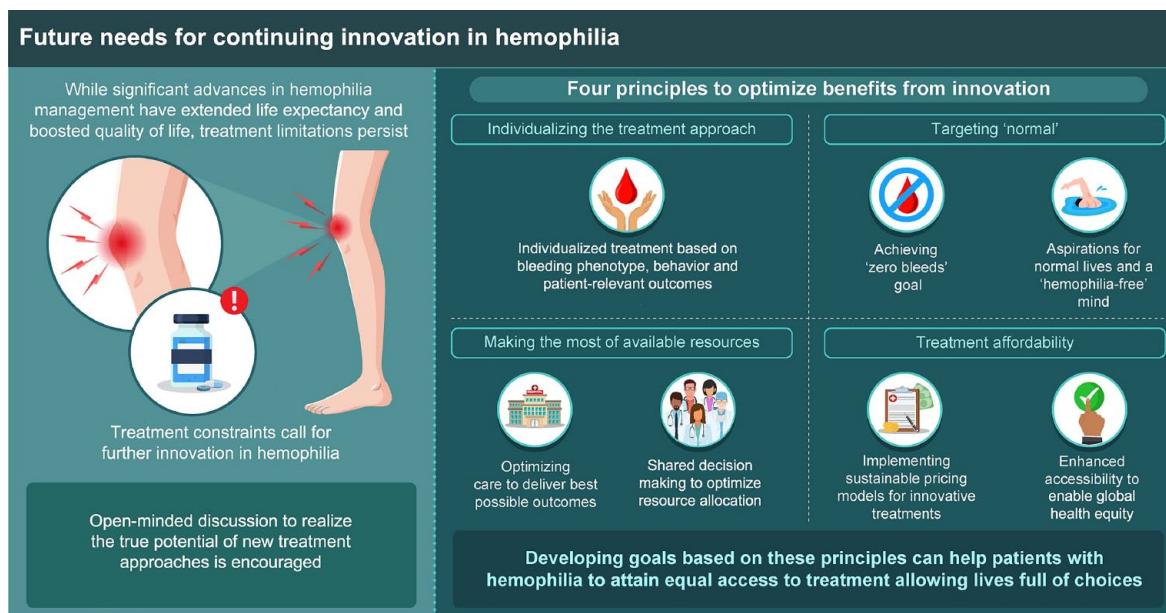 Future needs for continuing innovation in hemophilia
While significant advances in hemophilia
management have extended life expectancy and
boosted quality of life, treatment limitations persist
!
Treatment constraints call for
further innovation in hemophilia
Open-minded discussion to realize
the true potential of new treatment
approaches is encouraged
Four principles to optimize benefits from innovation
Individualizing the treatment approach
Individualized treatment based on
bleeding phenotype, behavior and
patient-relevant outcomes
Targeting ‘normal’
Achieving
‘zero bleeds’
goal
Aspirations for
normal lives and a
‘hemophilia-free’
mind
Making the most of available resources
Optimizing
care to deliver best
possible outcomes
Shared decision
making to optimize
resource allocation
Treatment affordability
Implementing
sustainable pricing
models for innovative
treatments
Enhanced
accessibility to
enable global
health equity
Developing goals based on these principles can help patients with
hemophilia to attain equal access to treatment allowing lives full of choices